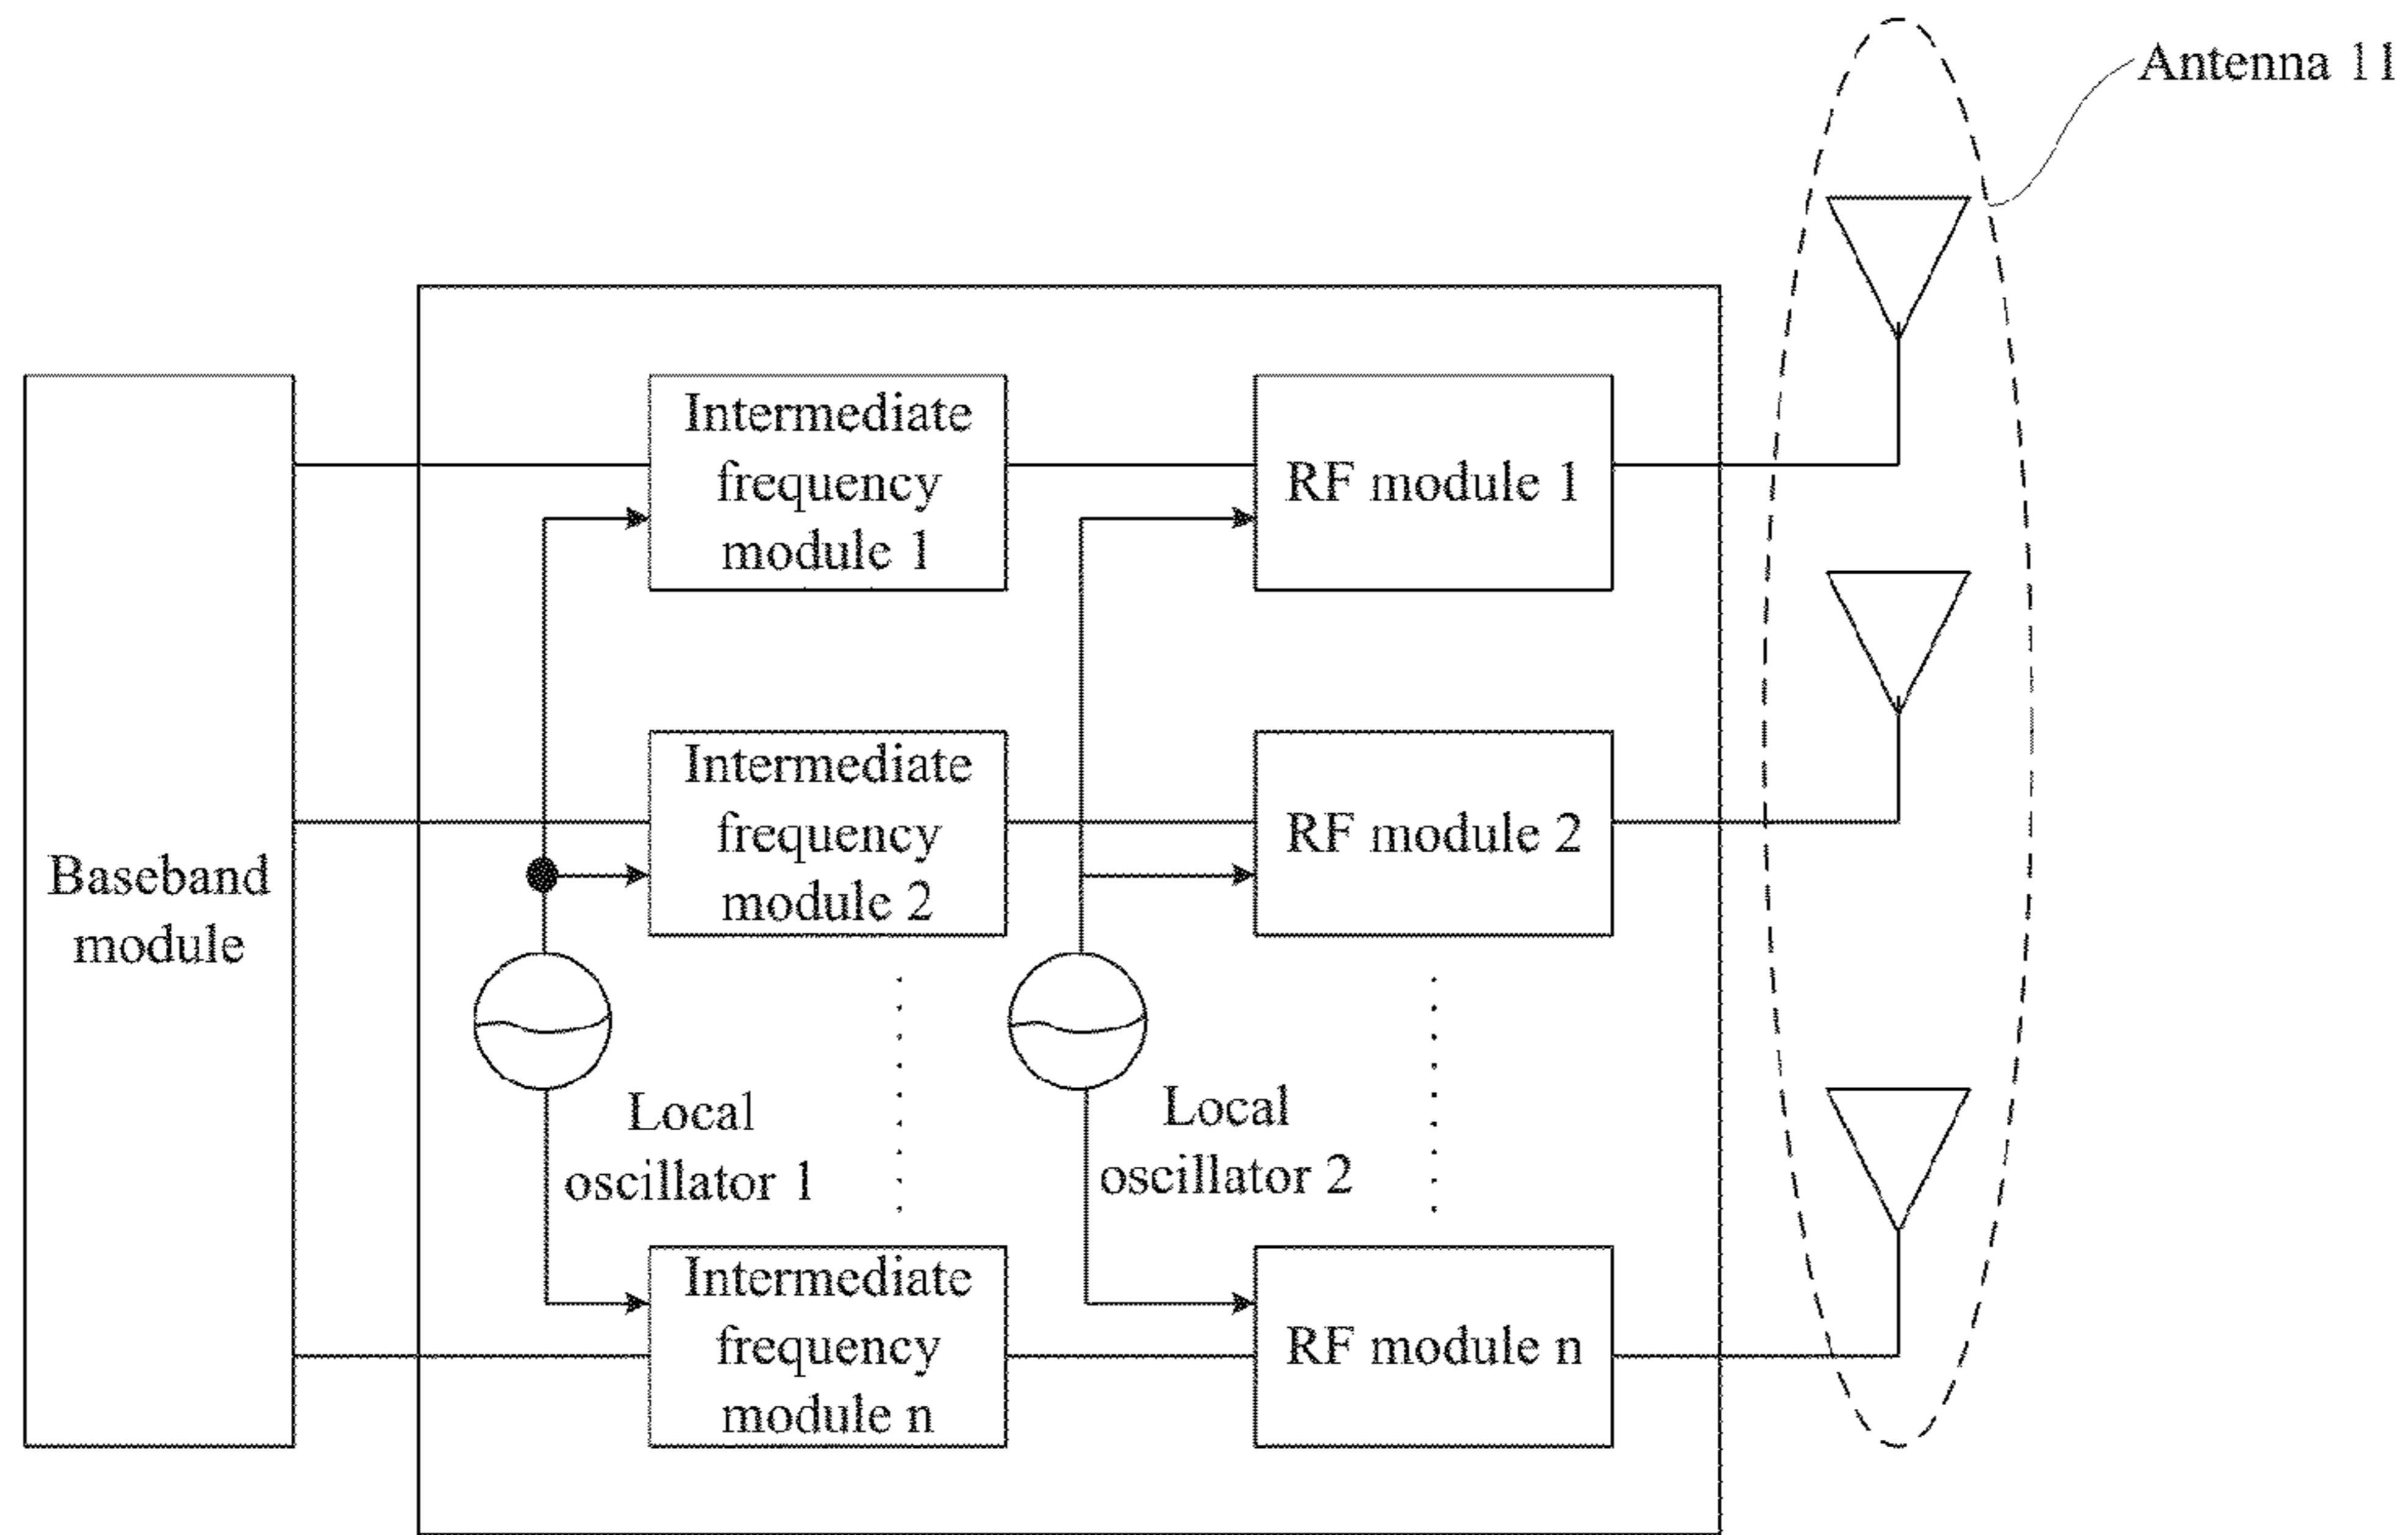 Antenna 11
Intermediate
frequency
module 1
RF module 1
Intermediate
frequency
module 2
RF module 2
Baseband
module
Local
oscillator 1
Local
oscillator 2
Intermediate
frequency
module n
RF module n